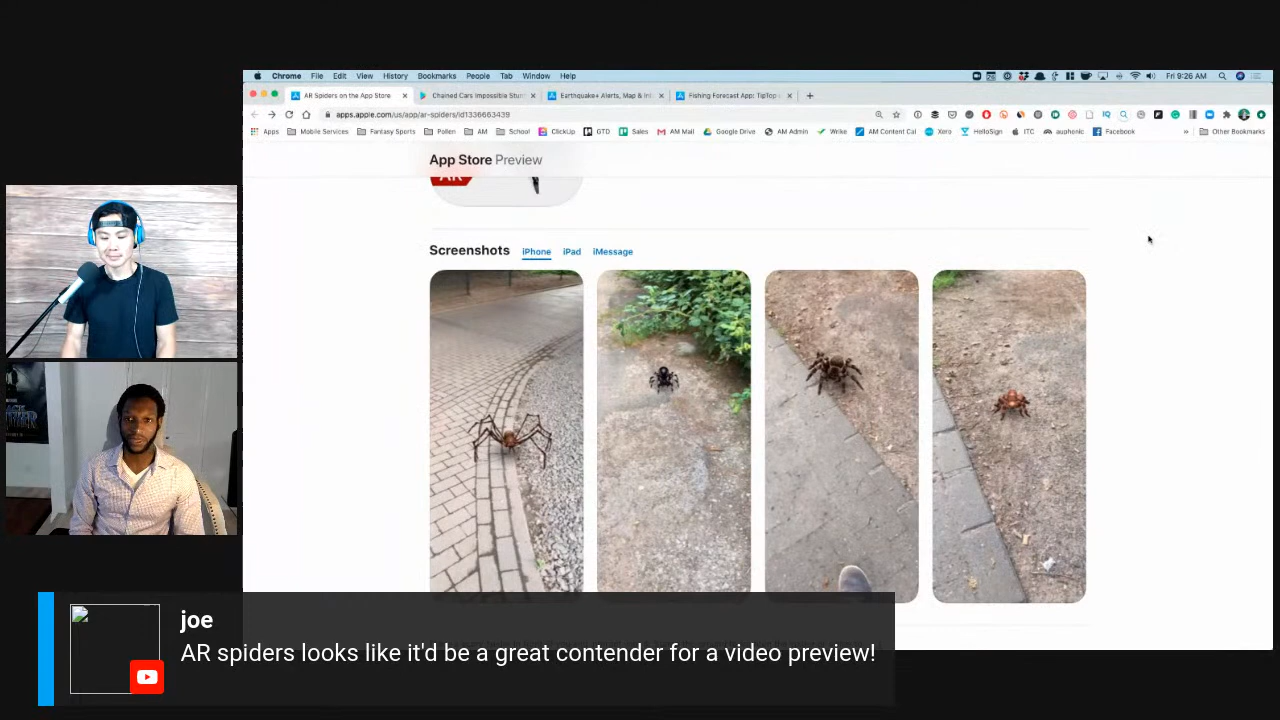 Chrome File Edit View History Bookmarks People Tab Window Help Fri 9:26 AM
AR Spiders on the App Store Chained Cars Impossible Stun Earthquake+ Alerts, Map & In Fishing Forecast App: TipTop
apps.apple.com/us/app/ar-spiders/id1336663439
Apps Mobile Services Fantasy Sports Pollen AM School ClickUp GTD Sales AM Mail Google Drive AM Admin Wrike AM Content Cal Xero HelloSign ITC auphonic Facebook » Other Bookmarks
App Store Preview
AR
Screenshots iPhone iPad iMessage
joe
AR spiders looks like it'd be a great contender for a video preview!